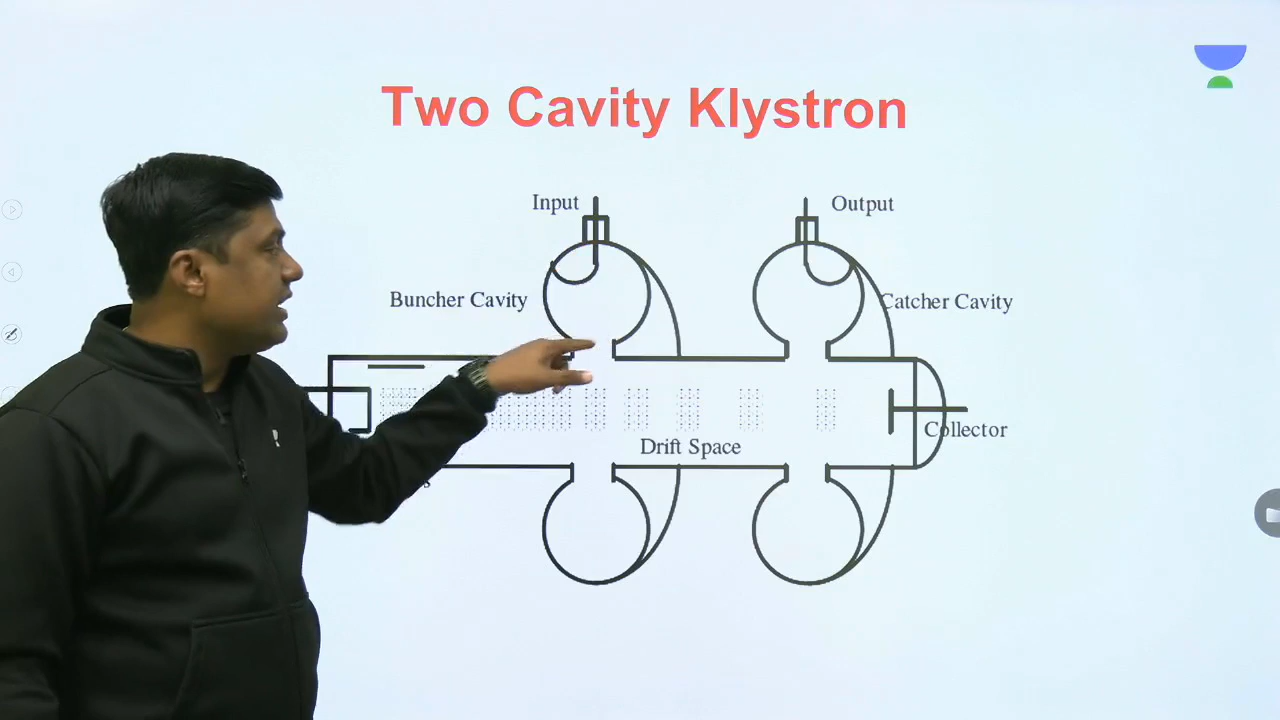 Two Cavity Klystron
Input
Output
Buncher Cavity
Catcher Cavity
Collector
Drift Space